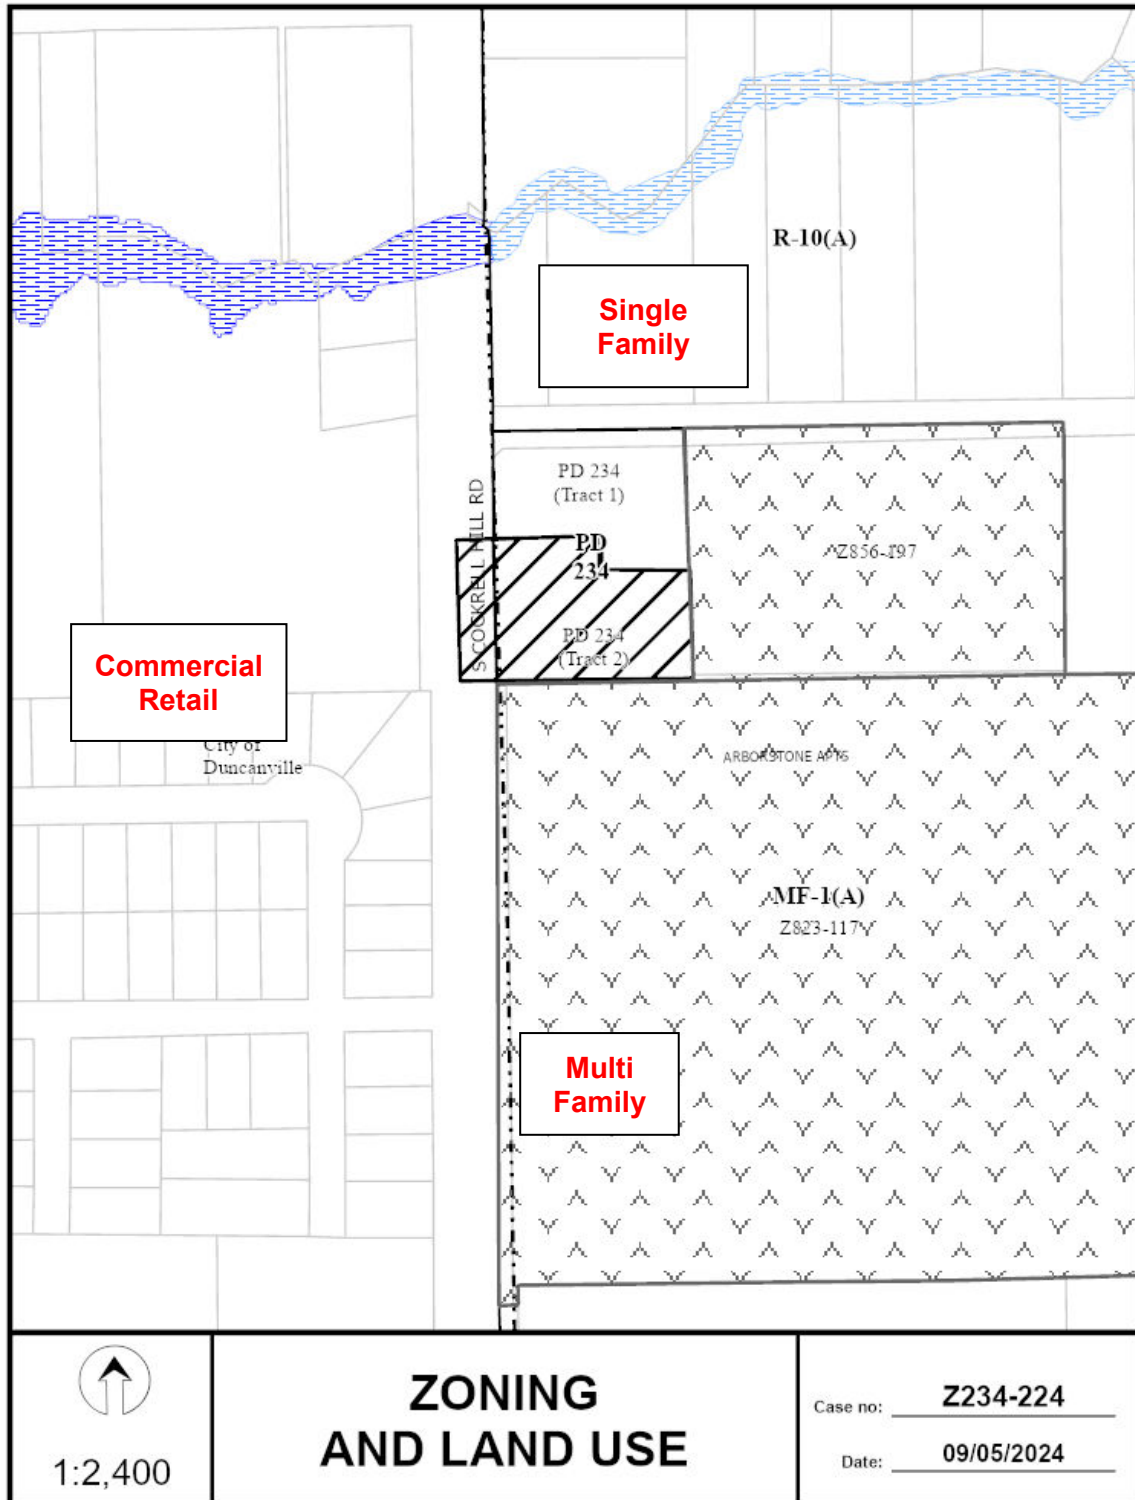 R-10(A)
Single
Family
PD 234
(Tract 1)
S COCKRELL HILL RD
PD
234
Z856-197
PD 234
(Tract 2)
Commercial
Retail
City of
Duncanville
ARBORSTONE APTS
MF-1(A)
Z823-117
Multi
Family
1:2,400
ZONING
AND LAND USE
Case no: Z234-224
Date: 09/05/2024